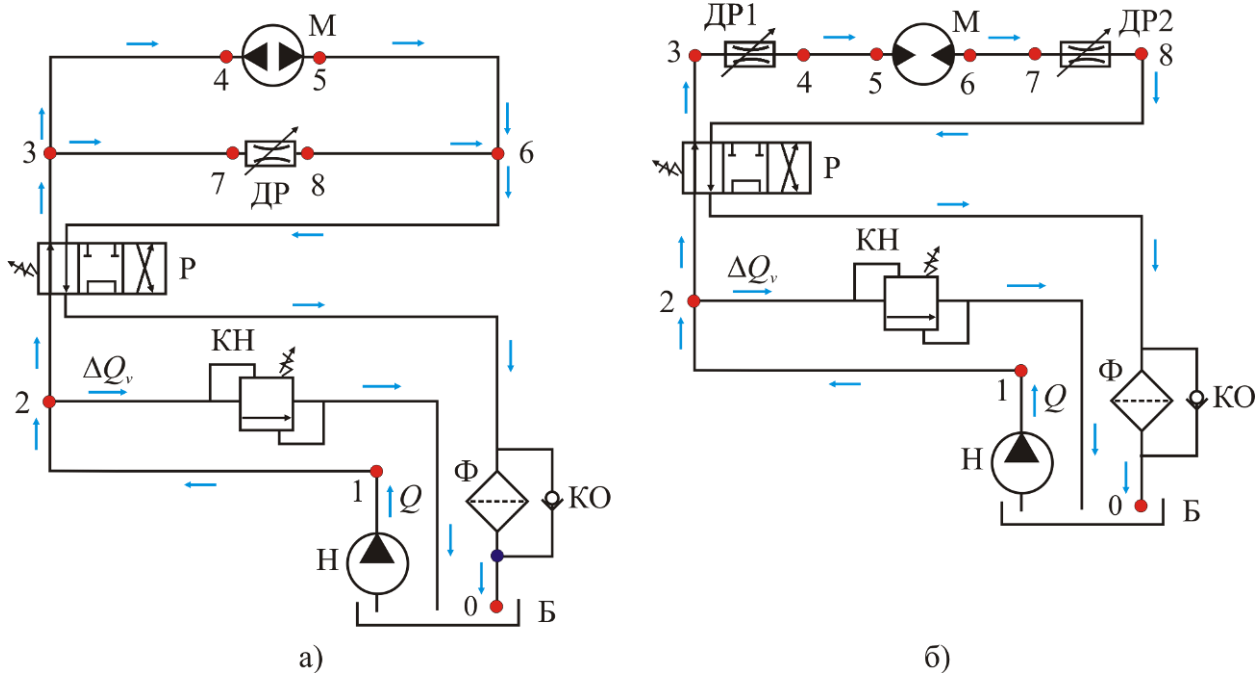 М
4 5
3 6
7 8
ДР
Р
КН
ΔQv
2
Ф
1 Q КО
Н
0 Б
а)
ДР1 М ДР2
3 8
4 5 6 7
Р
КН
ΔQv
2
Ф
1 Q КО
Н
0 Б
б)